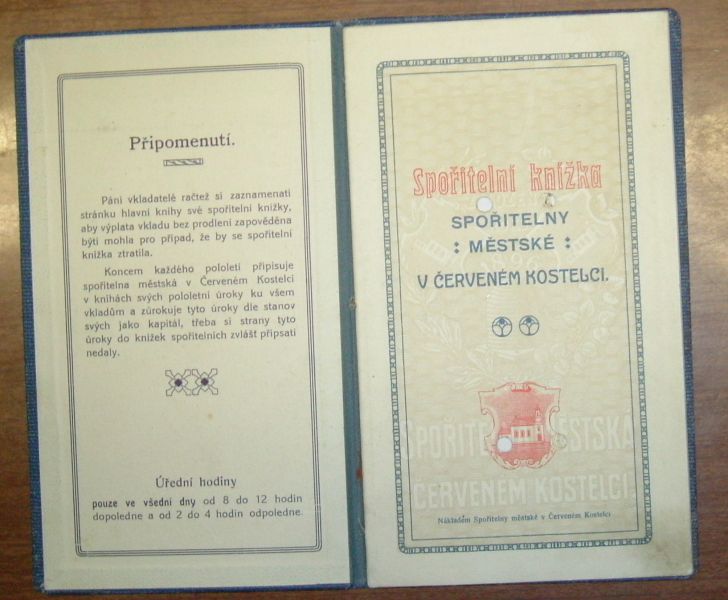 Připomenutí.
Páni vkladatelé račtež si zaznamenati
stránku hlavní knihy své spořitelní knížky,
aby výplata vkladu bez prodlení zapověděna
býti mohla pro případ, že by se spořitelní
knížka ztratila.
Koncem každého pololetí připisuje
spořitelna městská v Červeném Kostelci
v knihách svých pololetní úroky ku všem
vkladům a zúrokuje tyto úroky dle stanov
svých jako kapitál, třeba si strany tyto
úroky do knížek spořitelních zvlášť připsati
nedaly.
Úřední hodiny
pouze ve všední dny od 8 do 12 hodin
dopoledne a od 2 do 4 hodin odpoledne.
Spořitelní knížka
SPOŘITELNY
: MĚSTSKÉ :
V ČERVENÉM KOSTELCI.
SPOŘITE MĚSTSKÁ
ČERVENÉM KOSTELCI.
Nákladem Spořitelny městské v Červeném Kostelci